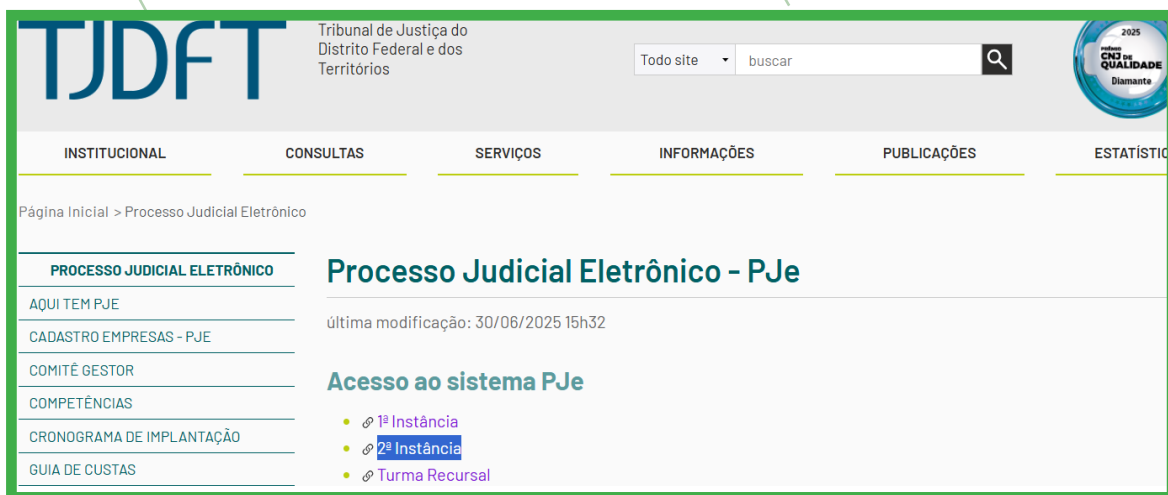 TJDFT
Tribunal de Justiça do
Distrito Federal e dos
Territórios
Todo site
buscar
2025
PRÊMIO
CNJ DE
QUALIDADE
Diamante
INSTITUCIONAL
CONSULTAS
SERVIÇOS
INFORMAÇÕES
PUBLICAÇÕES
ESTATÍSTIC
Página Inicial > Processo Judicial Eletrônico
PROCESSO JUDICIAL ELETRÔNICO
AQUI TEM PJE
CADASTRO EMPRESAS - PJE
COMITÊ GESTOR
COMPETÊNCIAS
CRONOGRAMA DE IMPLANTAÇÃO
GUIA DE CUSTAS
Processo Judicial Eletrônico - PJe
última modificação: 30/06/2025 15h32
Acesso ao sistema PJe
1ª Instância
2ª Instância
Turma Recursal